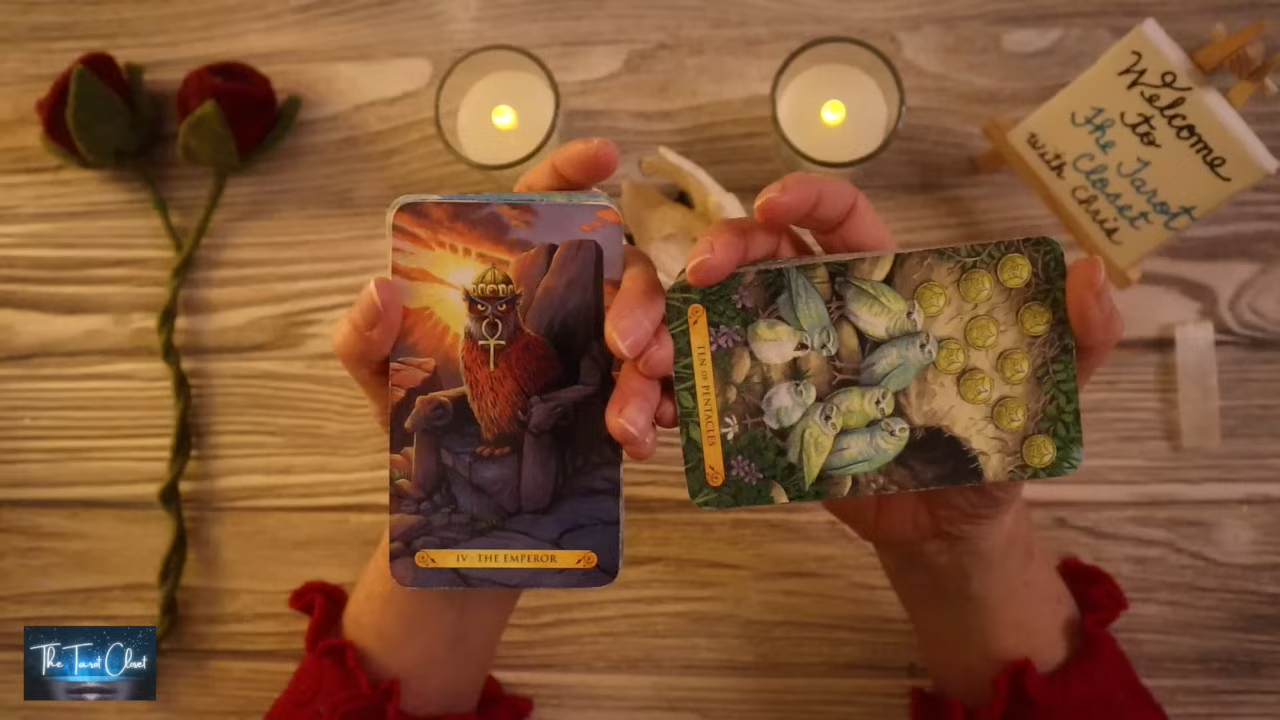 Welcome
to
The Tarot
Closet
with Chris
IV - THE EMPEROR
TEN OF PENTACLES
The Tarot Closet